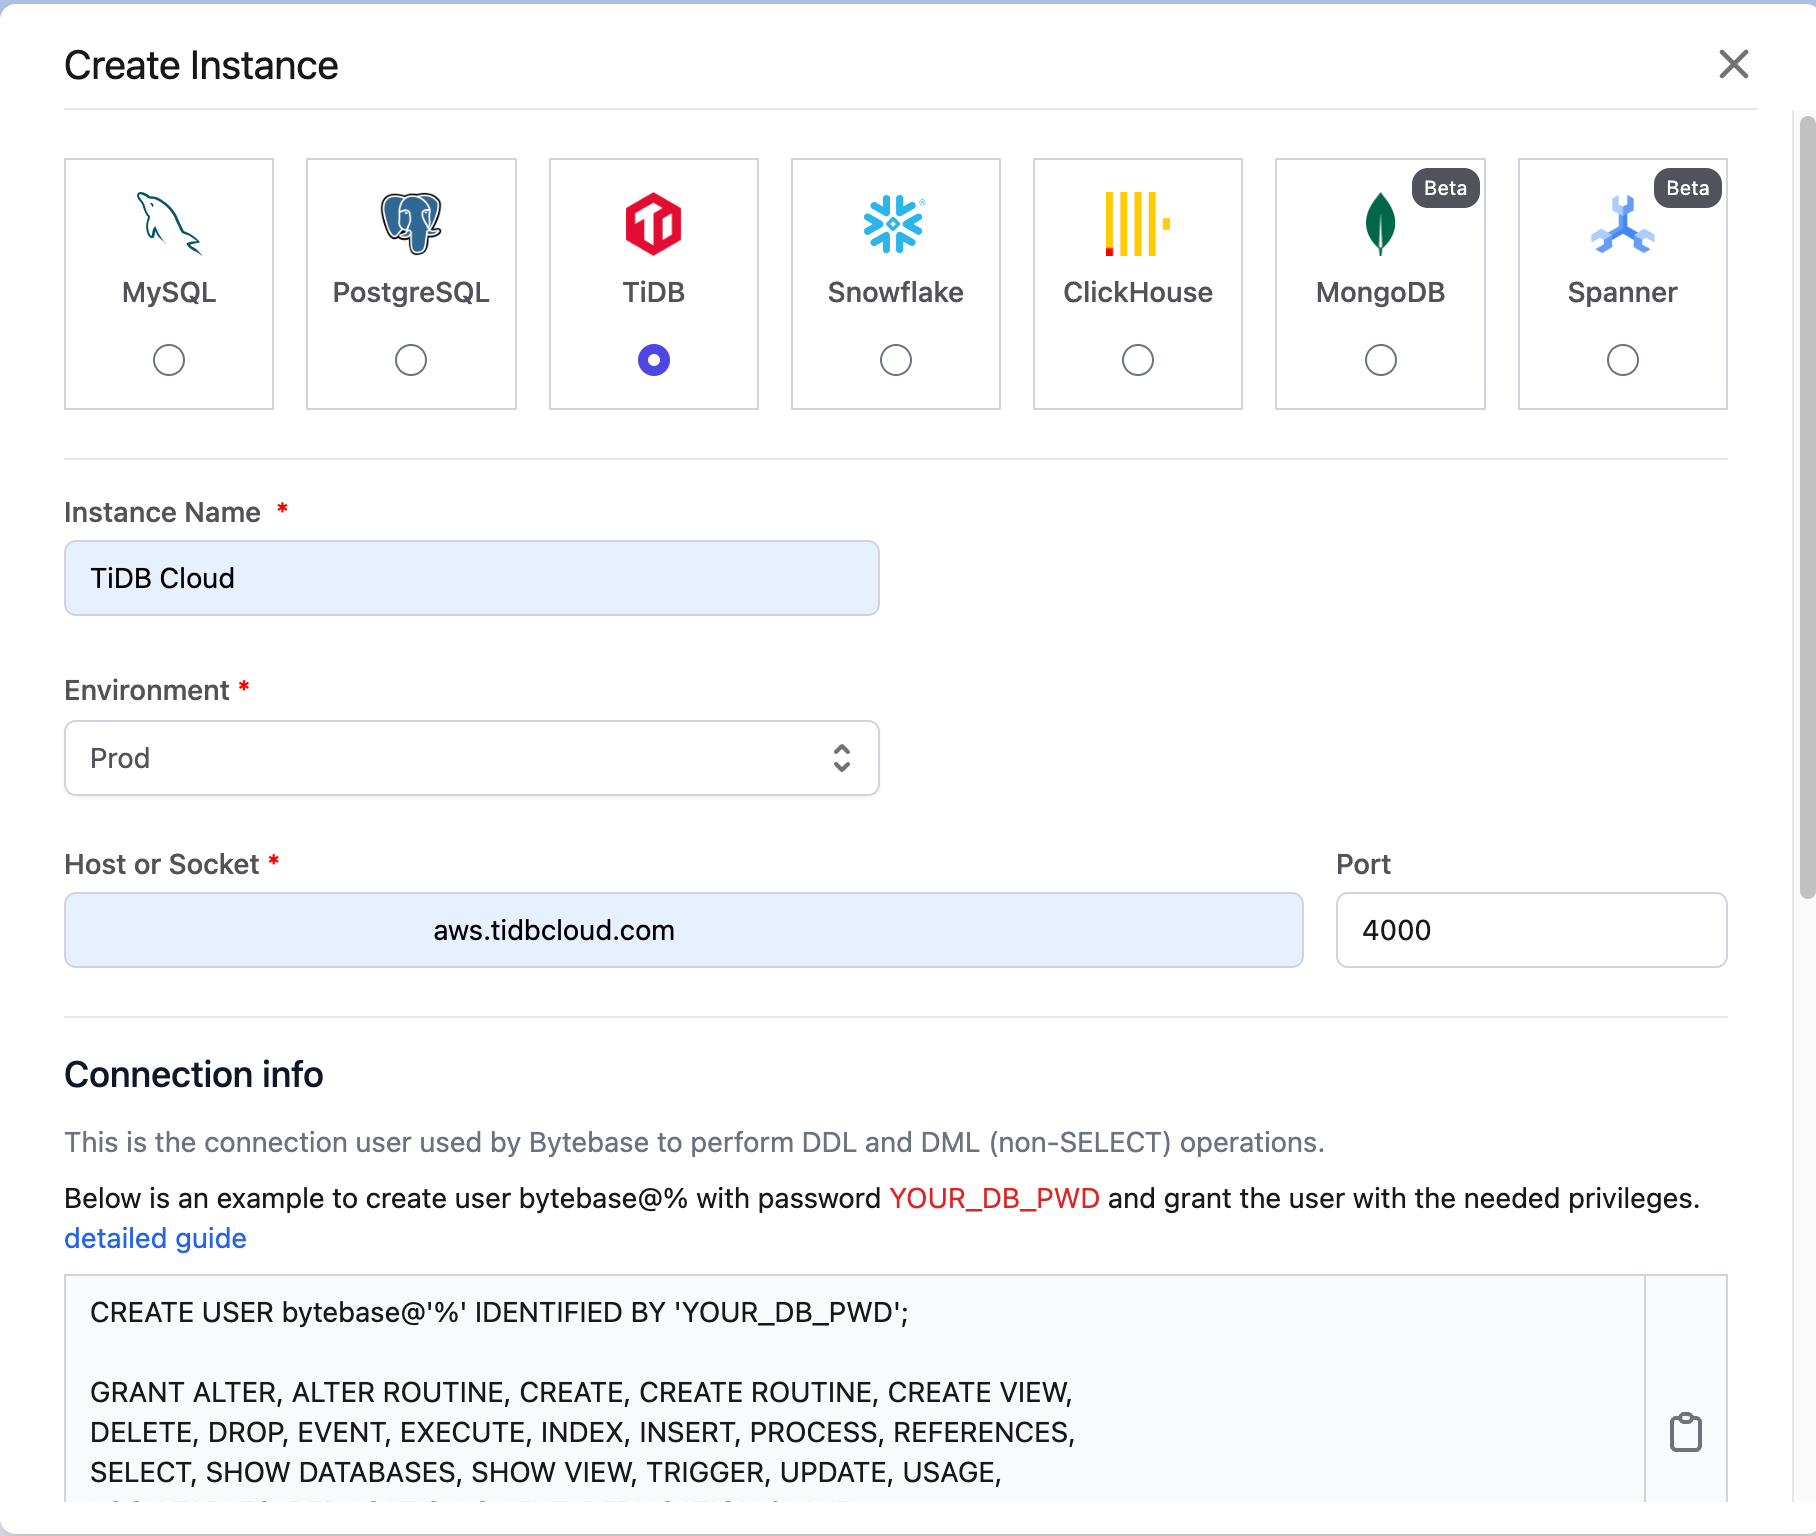 Create Instance
MySQL
PostgreSQL
TiDB
Snowflake
ClickHouse
Beta
MongoDB
Beta
Spanner
Instance Name *
TiDB Cloud
Environment *
Prod
Host or Socket *
Port
aws.tidbcloud.com
4000
Connection info
This is the connection user used by Bytebase to perform DDL and DML (non-SELECT) operations.
Below is an example to create user bytebase@% with password YOUR_DB_PWD and grant the user with the needed privileges.
detailed guide
CREATE USER bytebase@'%' IDENTIFIED BY 'YOUR_DB_PWD';
GRANT ALTER, ALTER ROUTINE, CREATE, CREATE ROUTINE, CREATE VIEW,
DELETE, DROP, EVENT, EXECUTE, INDEX, INSERT, PROCESS, REFERENCES,
SELECT, SHOW DATABASES, SHOW VIEW, TRIGGER, UPDATE, USAGE,